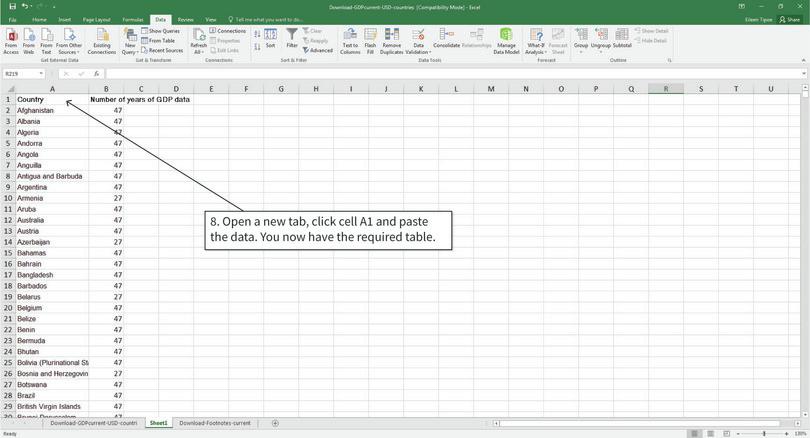 Download-GDPcurrent-USD-countries [Compatibility Mode] - Excel
File Home Insert Page Layout Formulas Data Review View Tell me what you want to do... Eileen Tipoe Share
From Access From Web From Text From Other Sources Existing Connections New Query Show Queries From Table Recent Sources Refresh All Connections Properties Edit Links Sort Filter Clear Reapply Advanced Text to Columns Flash Fill Remove Duplicates Data Validation Consolidate Relationships Manage Data Model What-If Analysis Forecast Sheet Group Ungroup Subtotal Show Detail Hide Detail
Get External Data Get & Transform Connections Sort & Filter Data Tools Forecast Outline
R219 fx
A B C D E F G H I J K L M N O P Q R S T U
1 Country Number of years of GDP data
2 Afghanistan 47
3 Albania 47
4 Algeria 47
5 Andorra 47
6 Angola 47
7 Anguilla 47
8 Antigua and Barbuda 47
9 Argentina 47
10 Armenia 27
11 Aruba 47
12 Australia 47
13 Austria 47
14 Azerbaijan 27
15 Bahamas 47
16 Bahrain 47
17 Bangladesh 47
18 Barbados 47
19 Belarus 27
20 Belgium 47
21 Belize 47
22 Benin 47
23 Bermuda 47
24 Bhutan 47
25 Bolivia (Plurinational Sta 47
26 Bosnia and Herzegovin 27
27 Botswana 47
28 Brazil 47
29 British Virgin Islands 47
30 Brunei Darussalam 47
8. Open a new tab, click cell A1 and paste
the data. You now have the required table.
Download-GDPcurrent-USD-countri Sheet1 Download-Footnotes-current
Ready 130%